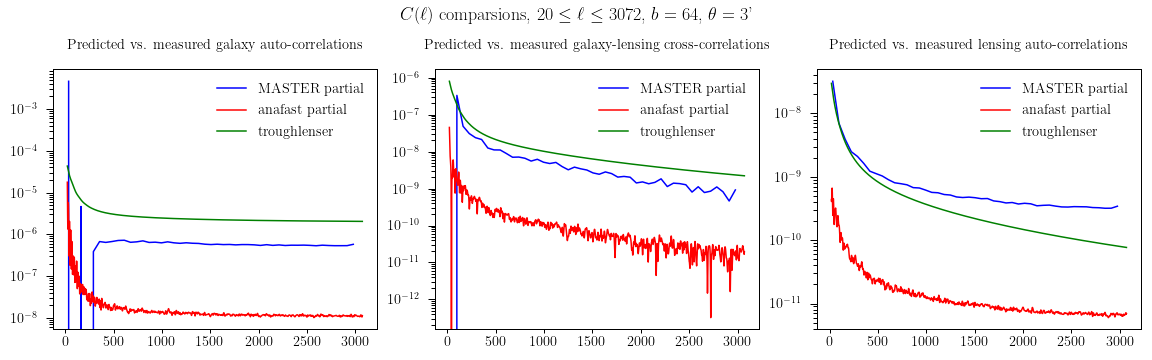 C(ℓ) comparsions, 20 ≤ ℓ ≤ 3072, b = 64, θ = 3'
Predicted vs. measured galaxy auto-correlations
10⁻³
10⁻⁴
10⁻⁵
10⁻⁶
10⁻⁷
10⁻⁸
MASTER partial
anafast partial
troughlenser
0 500 1000 1500 2000 2500 3000
Predicted vs. measured galaxy-lensing cross-correlations
10⁻⁶
10⁻⁷
10⁻⁸
10⁻⁹
10⁻¹⁰
10⁻¹¹
10⁻¹²
MASTER partial
anafast partial
troughlenser
0 500 1000 1500 2000 2500 3000
Predicted vs. measured lensing auto-correlations
10⁻⁸
10⁻⁹
10⁻¹⁰
10⁻¹¹
MASTER partial
anafast partial
troughlenser
0 500 1000 1500 2000 2500 3000